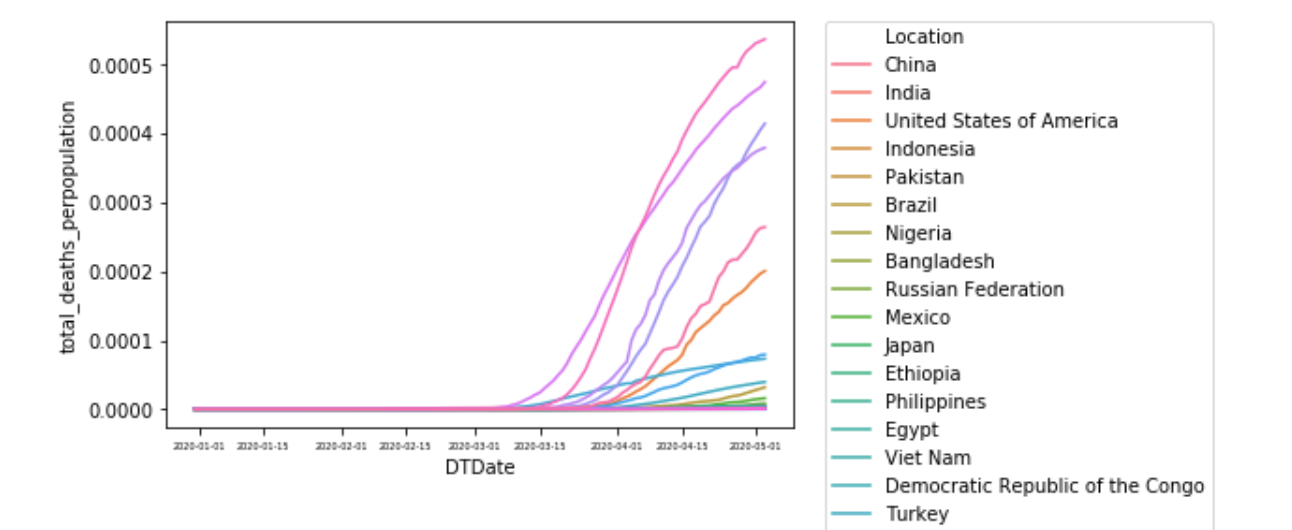 0.0005
0.0004
0.0003
0.0002
0.0001
0.0000
total_deaths_perpopulation
2020-01-01 2020-01-15 2020-02-01 2020-02-15 2020-03-01 2020-03-15 2020-04-01 2020-04-15 2020-05-01
DTDate
Location
China
India
United States of America
Indonesia
Pakistan
Brazil
Nigeria
Bangladesh
Russian Federation
Mexico
Japan
Ethiopia
Philippines
Egypt
Viet Nam
Democratic Republic of the Congo
Turkey